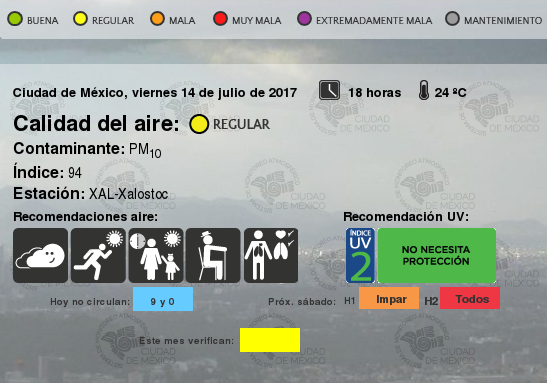 BUENA REGULAR MALA MUY MALA EXTREMADAMENTE MALA MANTENIMIENTO
Ciudad de México, viernes 14 de julio de 2017 18 horas 24 ºC
Calidad del aire: REGULAR
Contaminante: PM10
Índice: 94
Estación: XAL-Xalostoc
Recomendaciones aire: Recomendación UV:
ÍNDICE UV 2 NO NECESITA PROTECCIÓN
Hoy no circulan: 9 y 0 Próx. sábado: H1 Impar H2 Todos
Este mes verifican:
CIUDAD DE MÉXICO